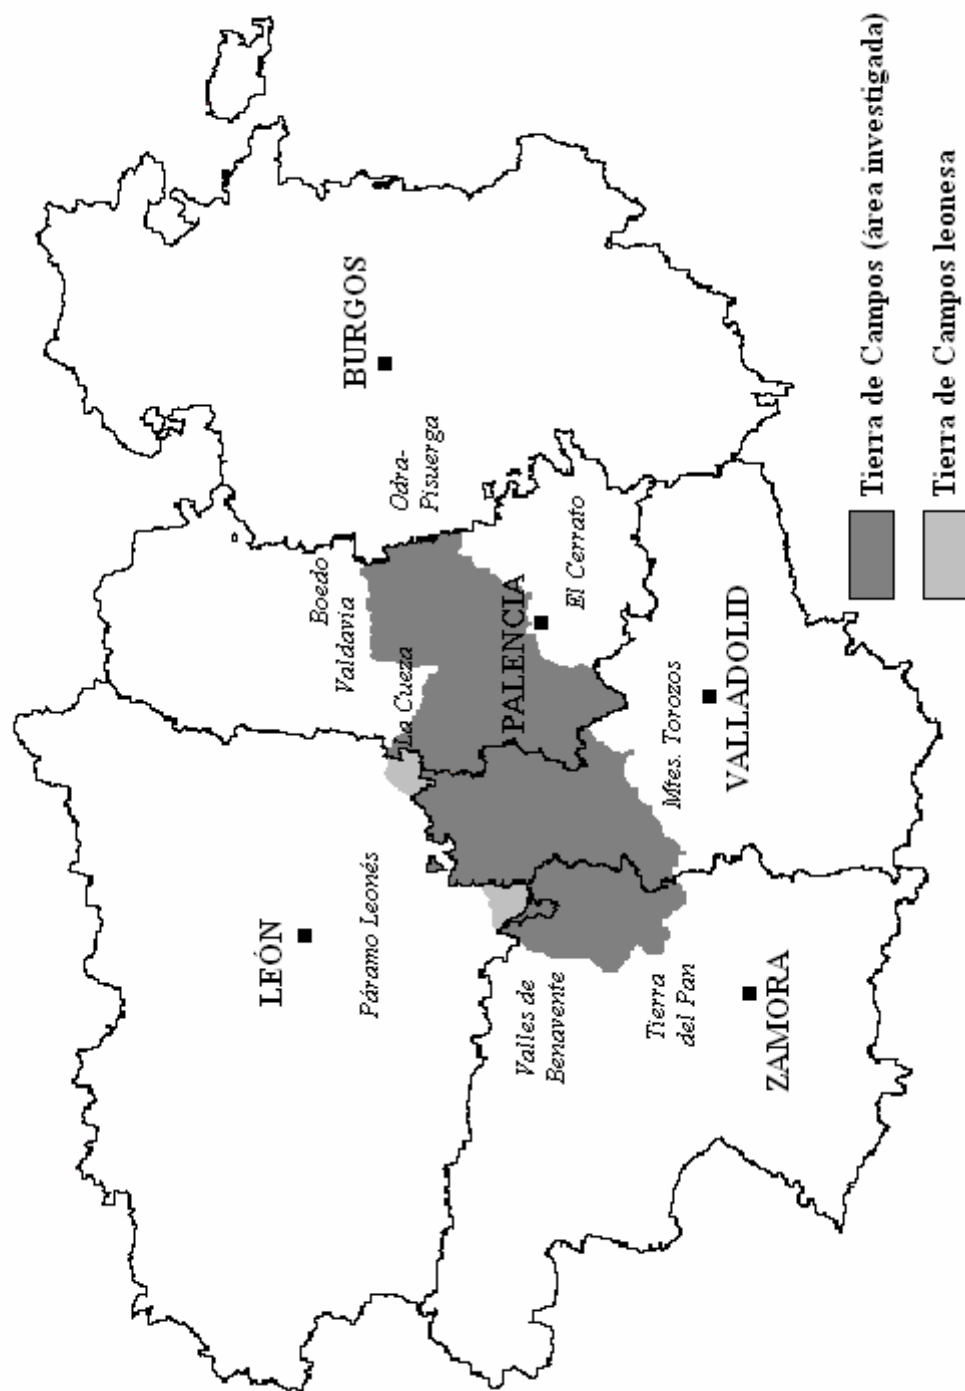 LEÓN
Páramo Leonés
BURGOS
Odra-
Pisuerga
Boedo
Valdavia
La Cueza
PALENCIA
El Cerrato
Valles de
Benavente
Tierra
del Pan
ZAMORA
Mtes. Torozos
VALLADOLID
Tierra de Campos (área investigada)
Tierra de Campos leonesa